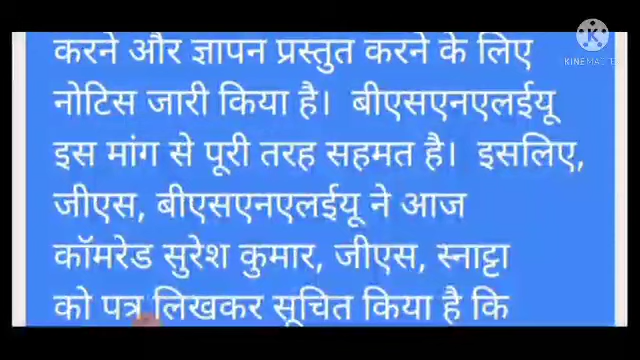 करने और ज्ञापन प्रस्तुत करने के लिए
नोटिस जारी किया है। बीएसएनएलईयू
इस मांग से पूरी तरह सहमत है। इसलिए,
जीएस, बीएसएनएलईयू ने आज
कॉमरेड सुरेश कुमार, जीएस, स्नाट्टा
को पत्र लिखकर सूचित किया है कि